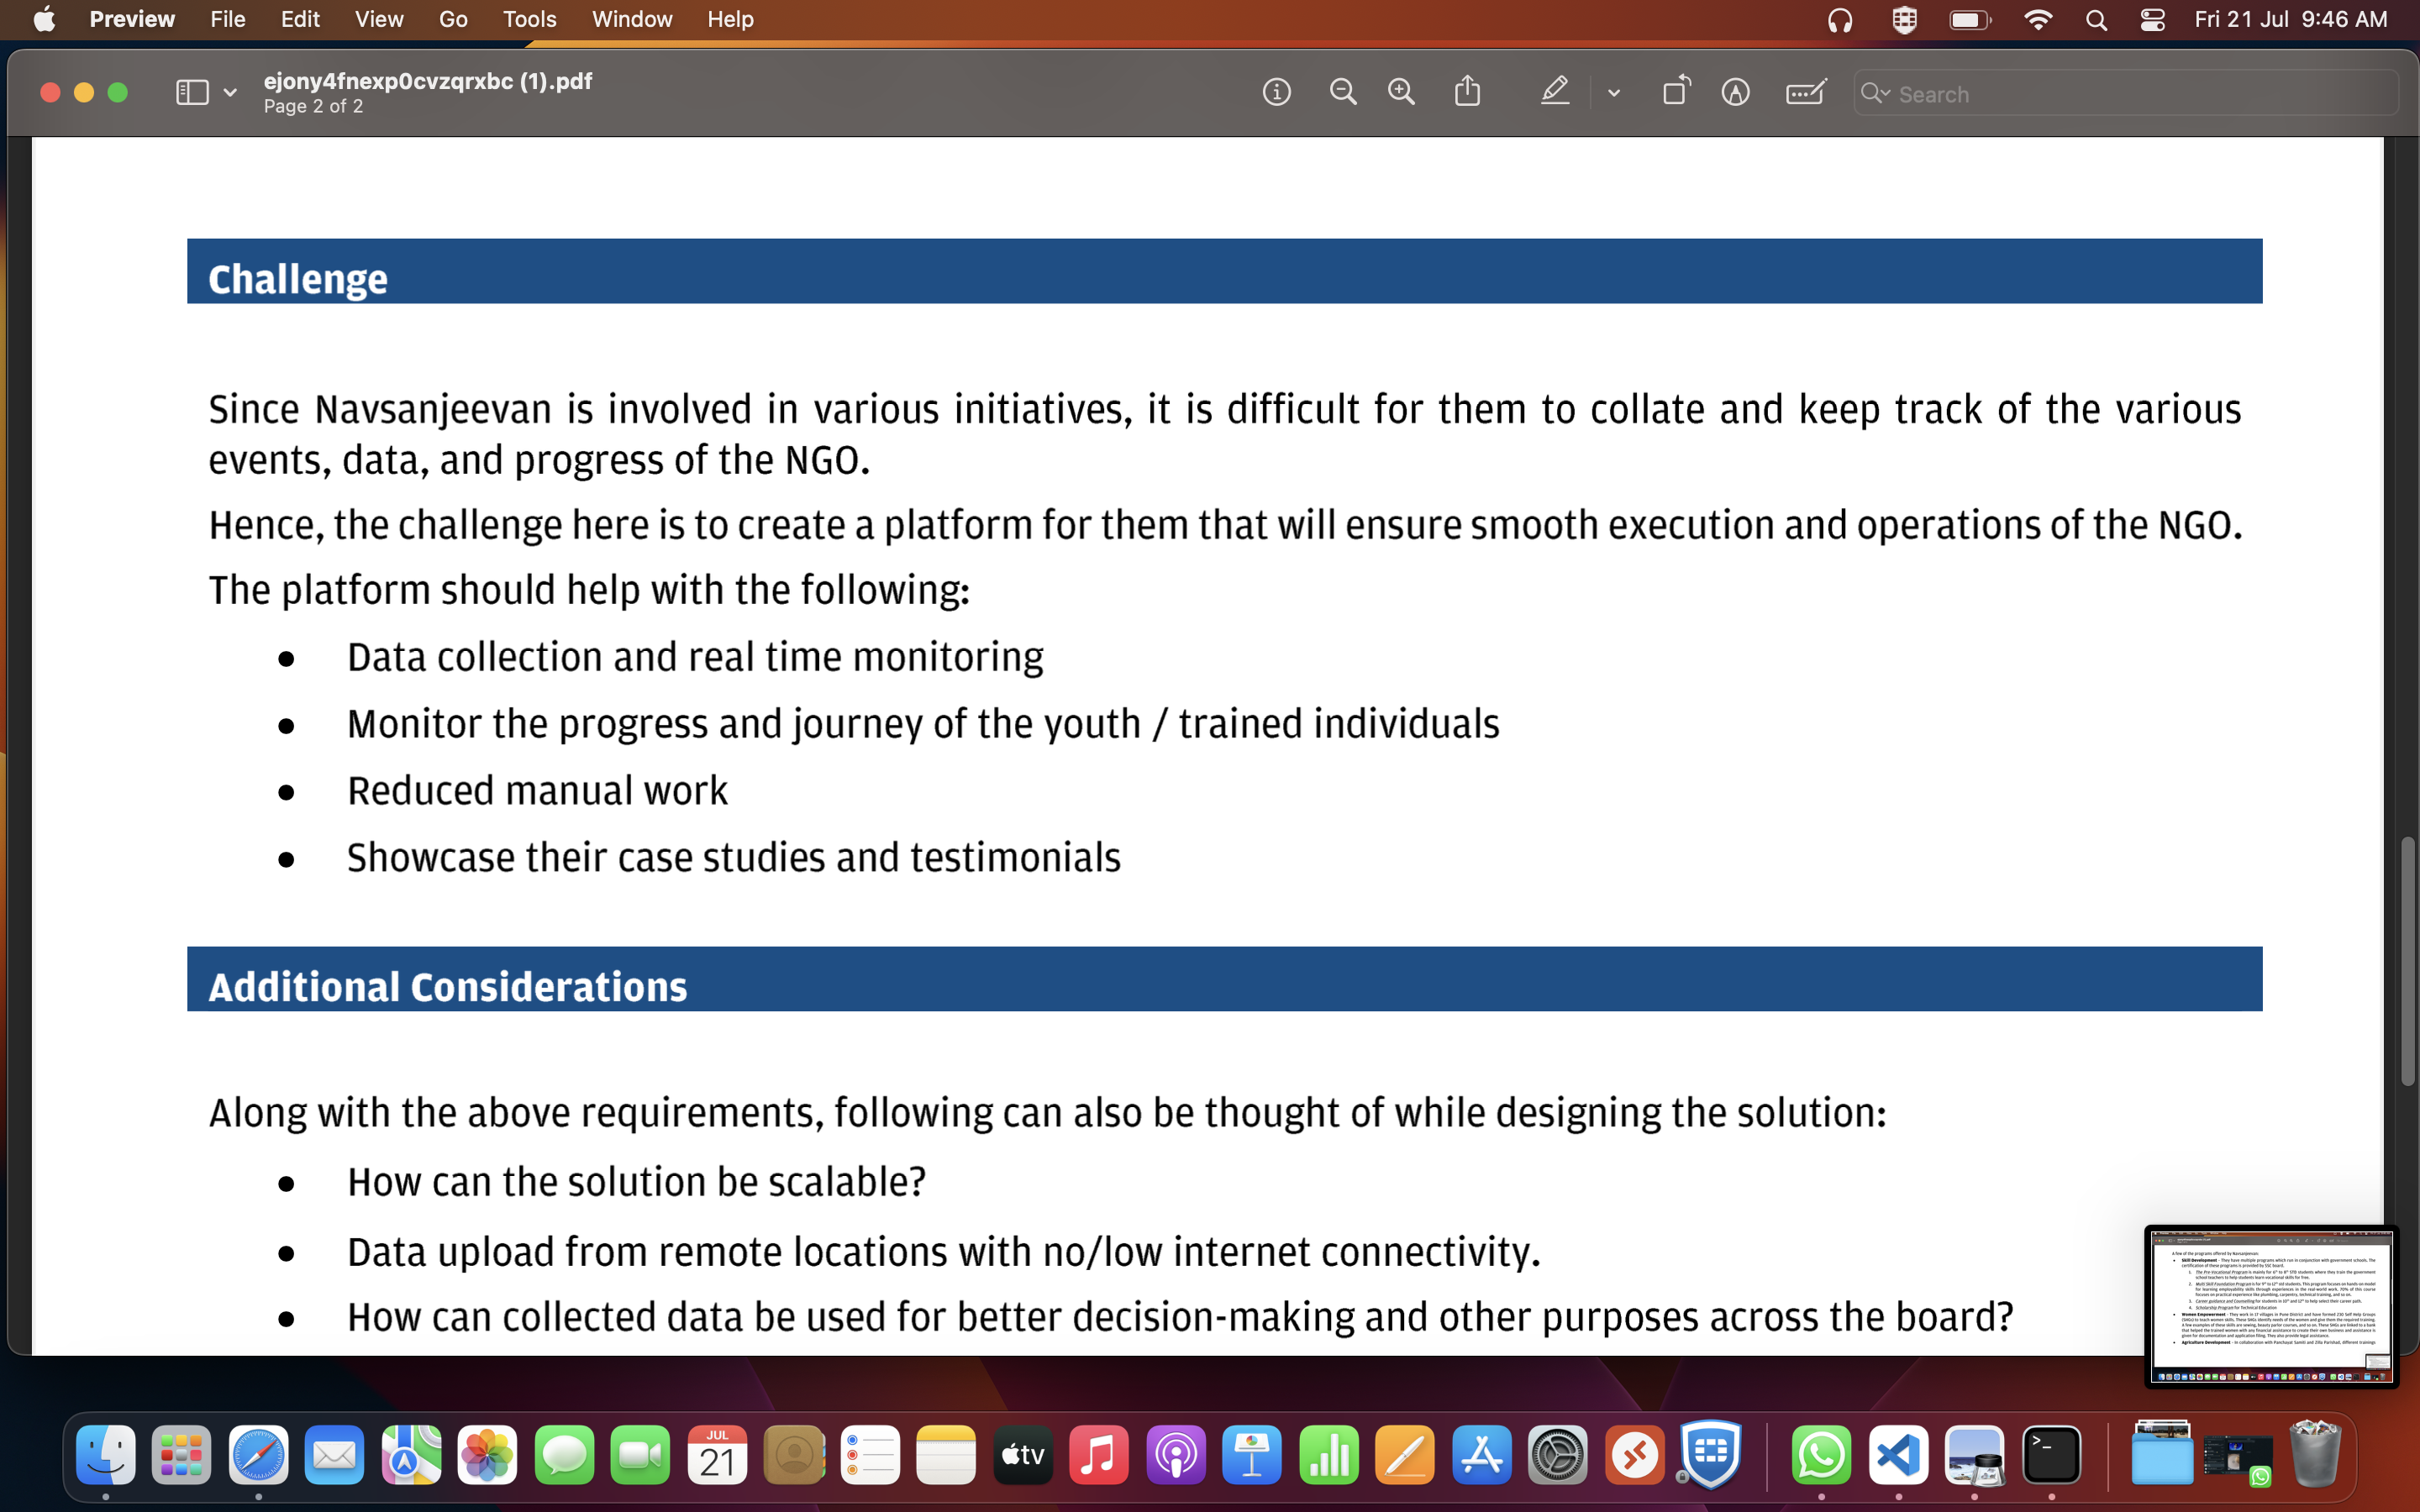 Preview File Edit View Go Tools Window Help
Fri 21 Jul 9:46 AM
ejony4fnexp0cvzqrxbc (1).pdf
Page 2 of 2
Search
Challenge
Since Navsanjeevan is involved in various initiatives, it is difficult for them to collate and keep track of the various
events, data, and progress of the NGO.
Hence, the challenge here is to create a platform for them that will ensure smooth execution and operations of the NGO.
The platform should help with the following:
• Data collection and real time monitoring
• Monitor the progress and journey of the youth / trained individuals
• Reduced manual work
• Showcase their case studies and testimonials
Additional Considerations
Along with the above requirements, following can also be thought of while designing the solution:
• How can the solution be scalable?
• Data upload from remote locations with no/low internet connectivity.
• How can collected data be used for better decision-making and other purposes across the board?
JUL
21
tv